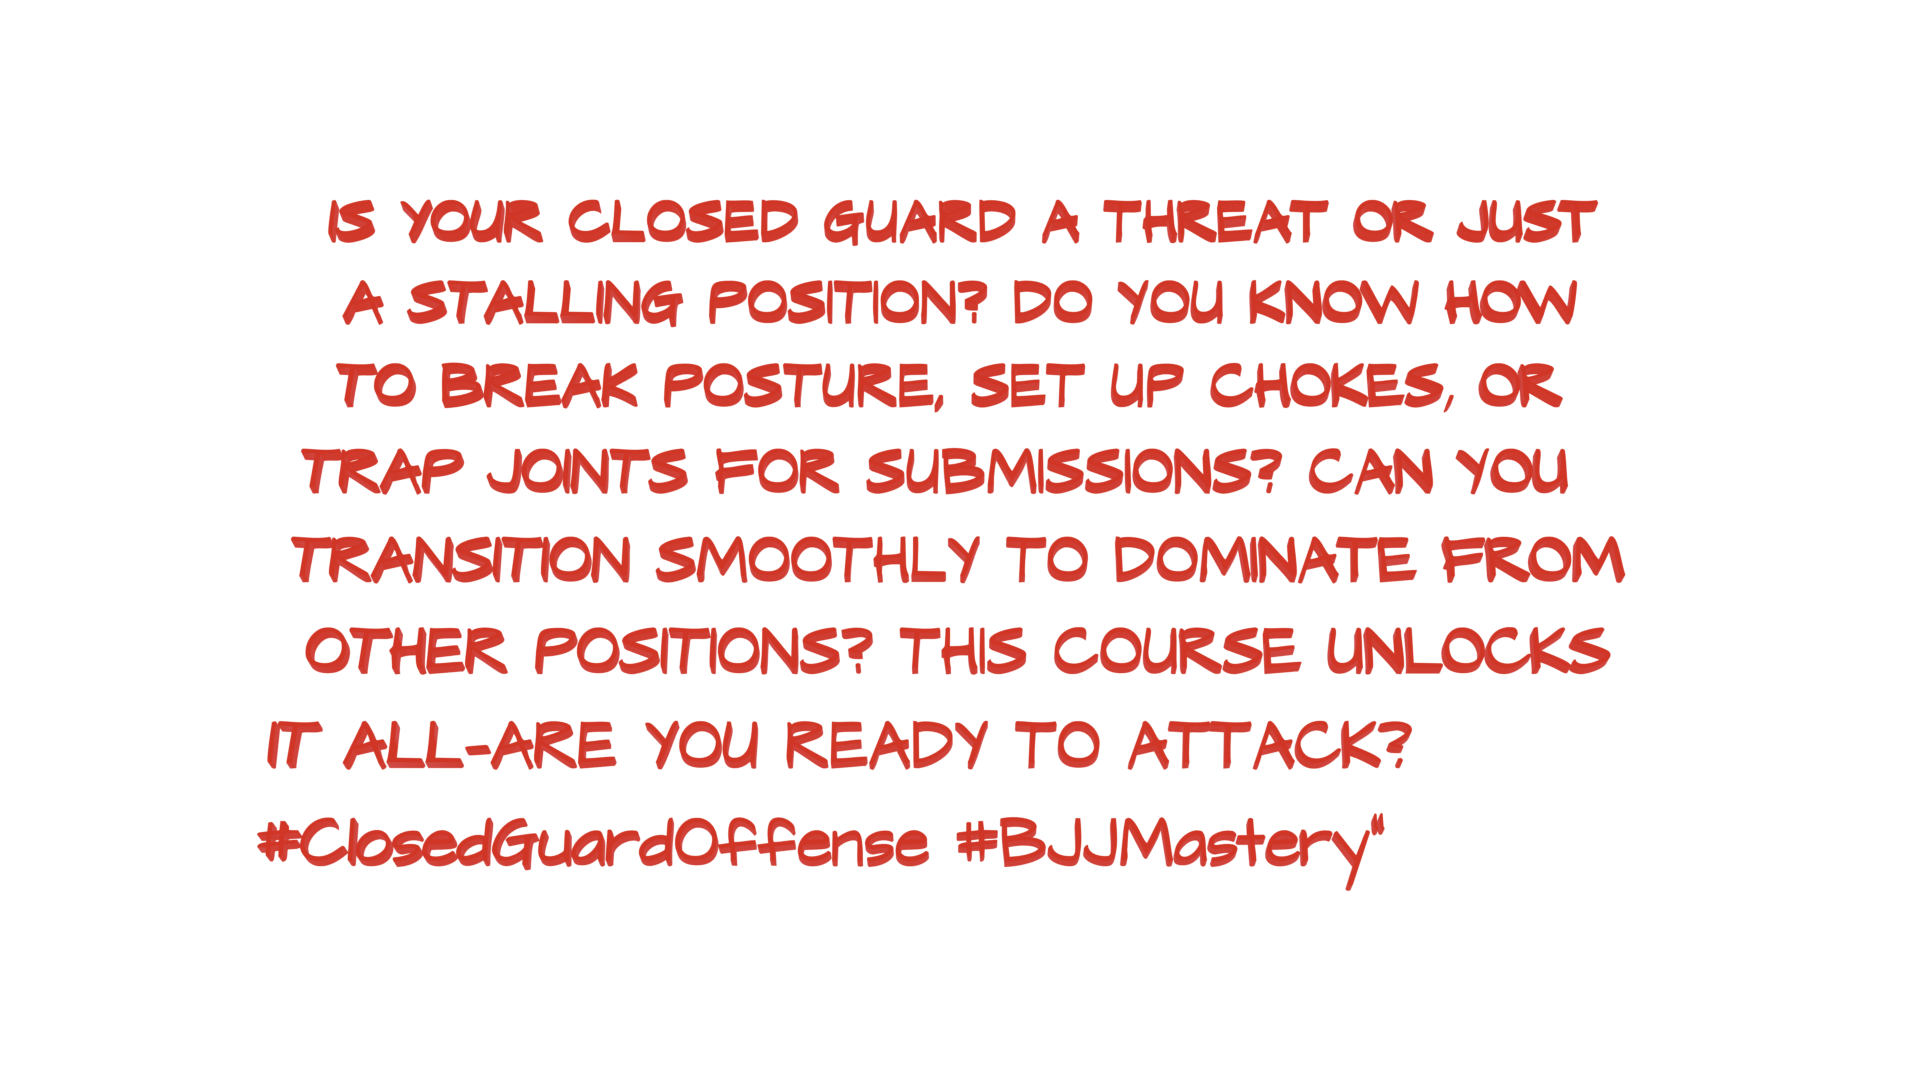 IS YOUR CLOSED GUARD A THREAT OR JUST
A STALLING POSITION? DO YOU KNOW HOW
TO BREAK POSTURE, SET UP CHOKES, OR
TRAP JOINTS FOR SUBMISSIONS? CAN YOU
TRANSITION SMOOTHLY TO DOMINATE FROM
OTHER POSITIONS? THIS COURSE UNLOCKS
IT ALL-ARE YOU READY TO ATTACK?
#ClosedGuardOffense #BJJMastery"